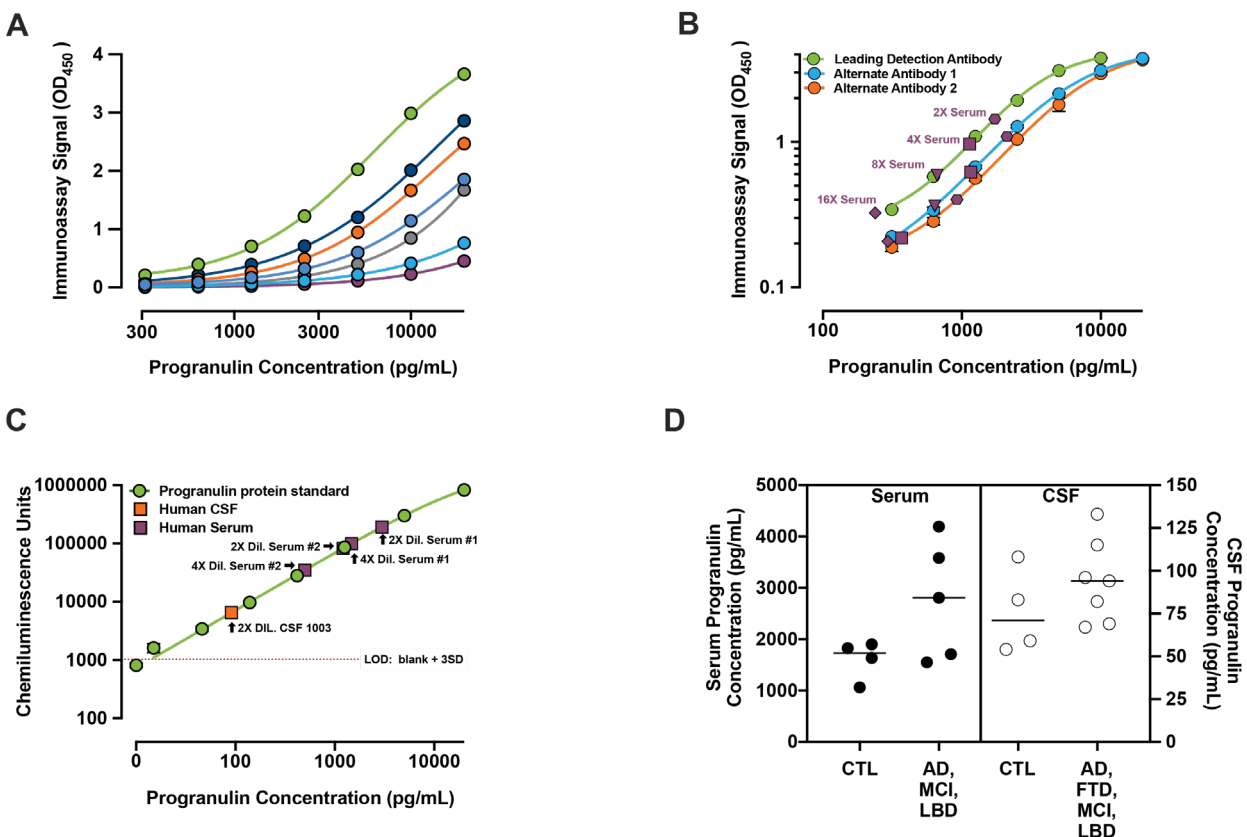 A
Immunoassay Signal (OD450)
4
3
2
1
0
300
1000
3000
10000
Progranulin Concentration (pg/mL)
B
Immunoassay Signal (OD450)
Leading Detection Antibody
Alternate Antibody 1
Alternate Antibody 2
2X Serum
4X Serum
8X Serum
16X Serum
1
0.1
100
1000
10000
Progranulin Concentration (pg/mL)
C
Chemiluminescence Units
1000000
100000
10000
1000
100
Progranulin protein standard
Human CSF
Human Serum
2X Dil. Serum #1
2X Dil. Serum #2
4X Dil. Serum #1
4X Dil. Serum #2
2X DIL. CSF 1003
LOD: blank + 3SD
0
100
1000
10000
Progranulin Concentration (pg/mL)
D
Serum Progranulin
Concentration (pg/mL)
5000
4000
3000
2000
1000
0
Serum
CSF
150
125
100
75
50
25
0
CSF Progranulin
Concentration (pg/mL)
CTL
AD,
MCI,
LBD
CTL
AD,
FTD,
MCI,
LBD